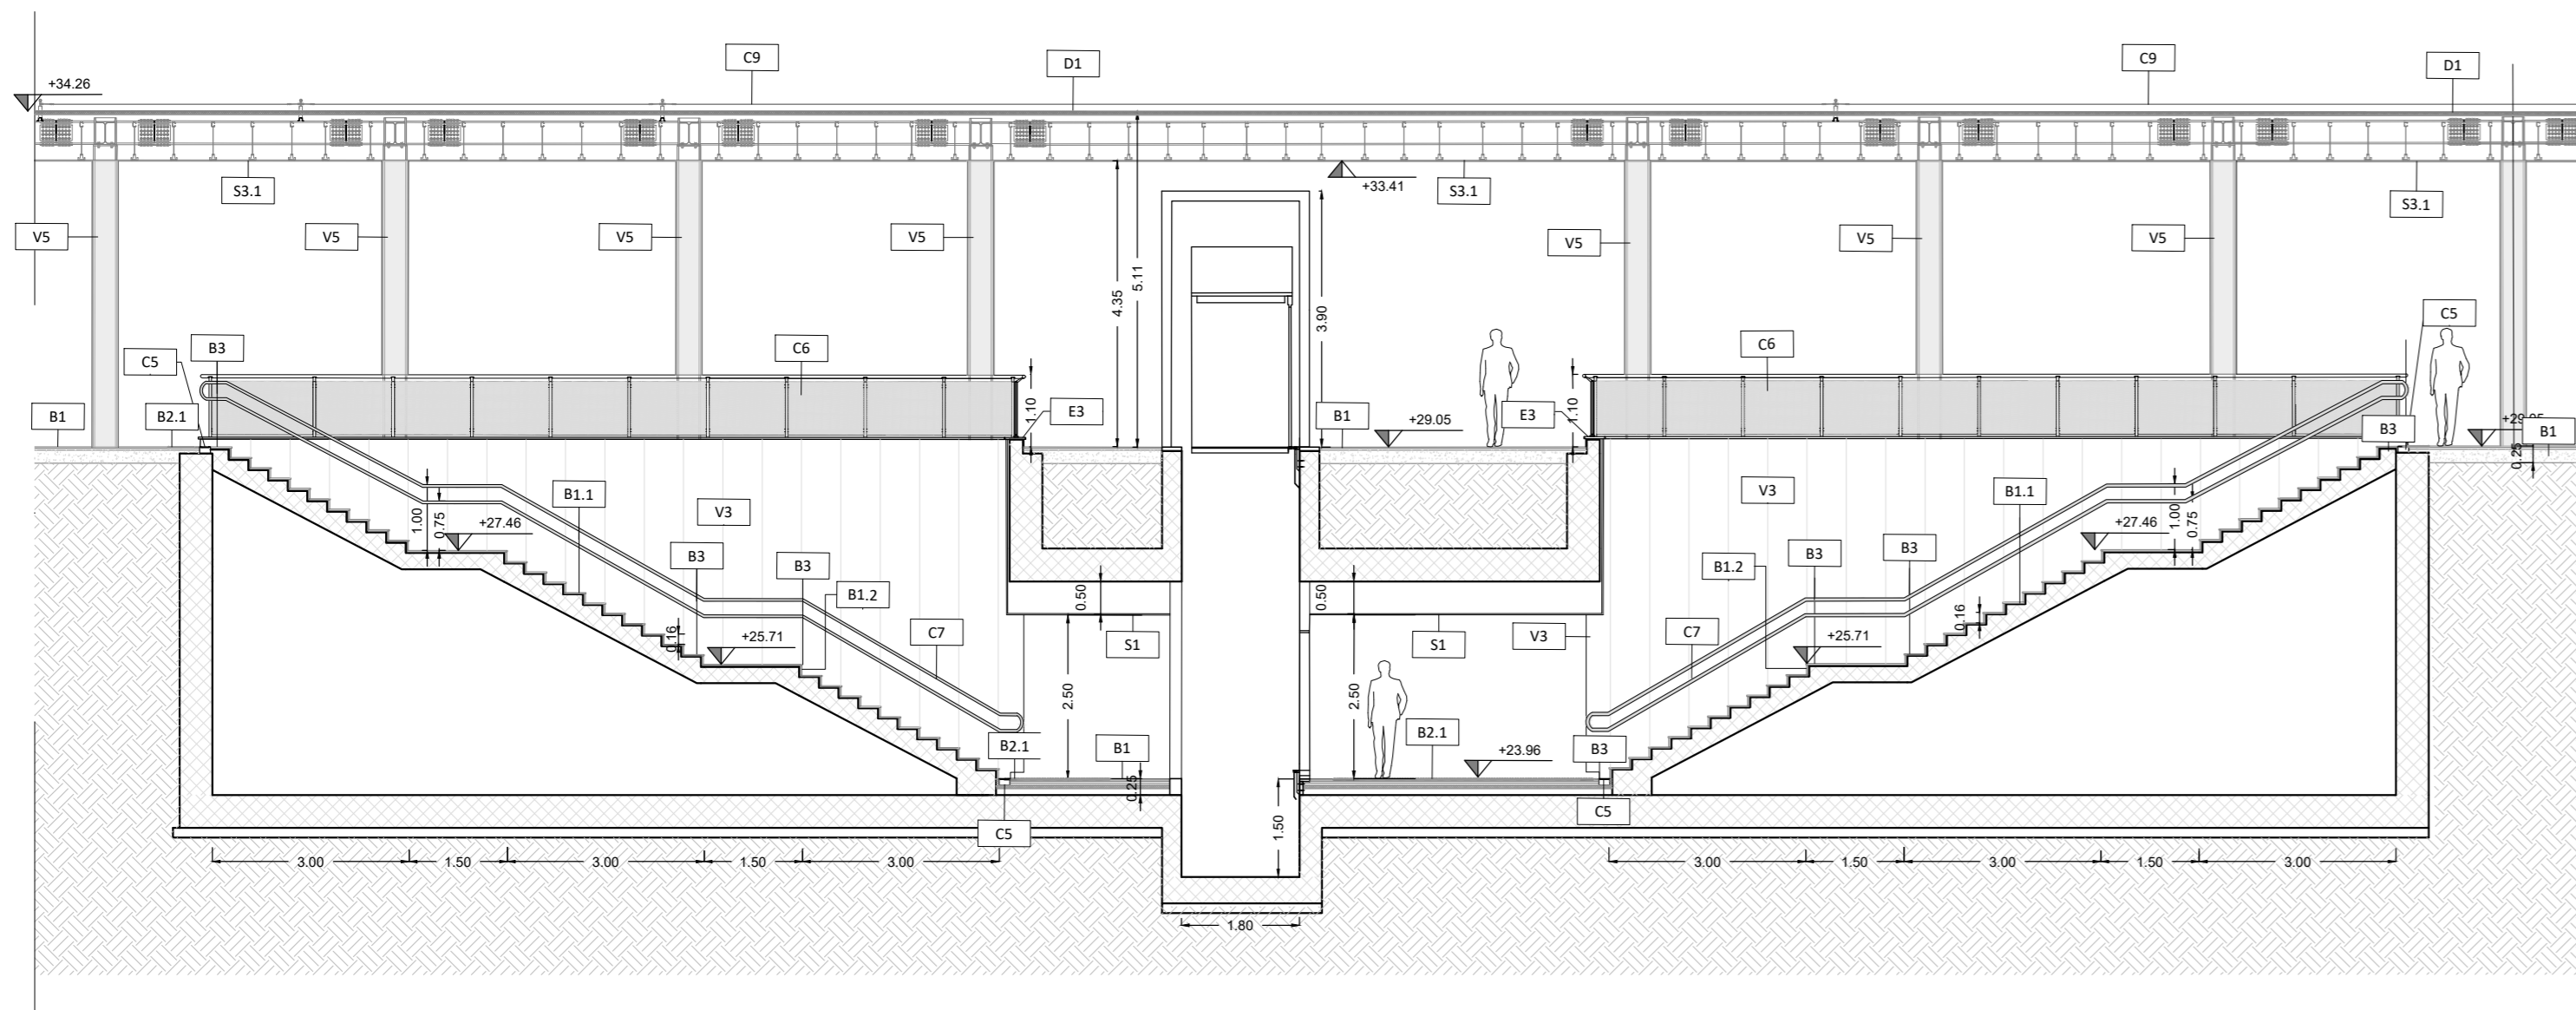 C9
D1
C9
D1
+34.26
S3.1
+33.41
S3.1
S3.1
V5
V5
V5
V5
V5
V5
V5
4.35
5.11
3.90
C5
B3
C6
C6
C5
B1
B2.1
1.10
E3
B1
+29.05
E3
1.10
B3
B1
0.25
1.00
0.75
+27.46
B1.1
V3
V3
B1.1
+27.46
1.00
0.75
B3
B3
B1.2
0.50
0.50
B1.2
B3
B3
0.16
+25.71
C7
S1
S1
V3
C7
+25.71
0.16
2.50
2.50
B2.1
B1
B2.1
+23.96
B3
0.25
1.50
C5
C5
3.00
1.50
3.00
1.50
3.00
3.00
1.50
3.00
1.50
3.00
1.80